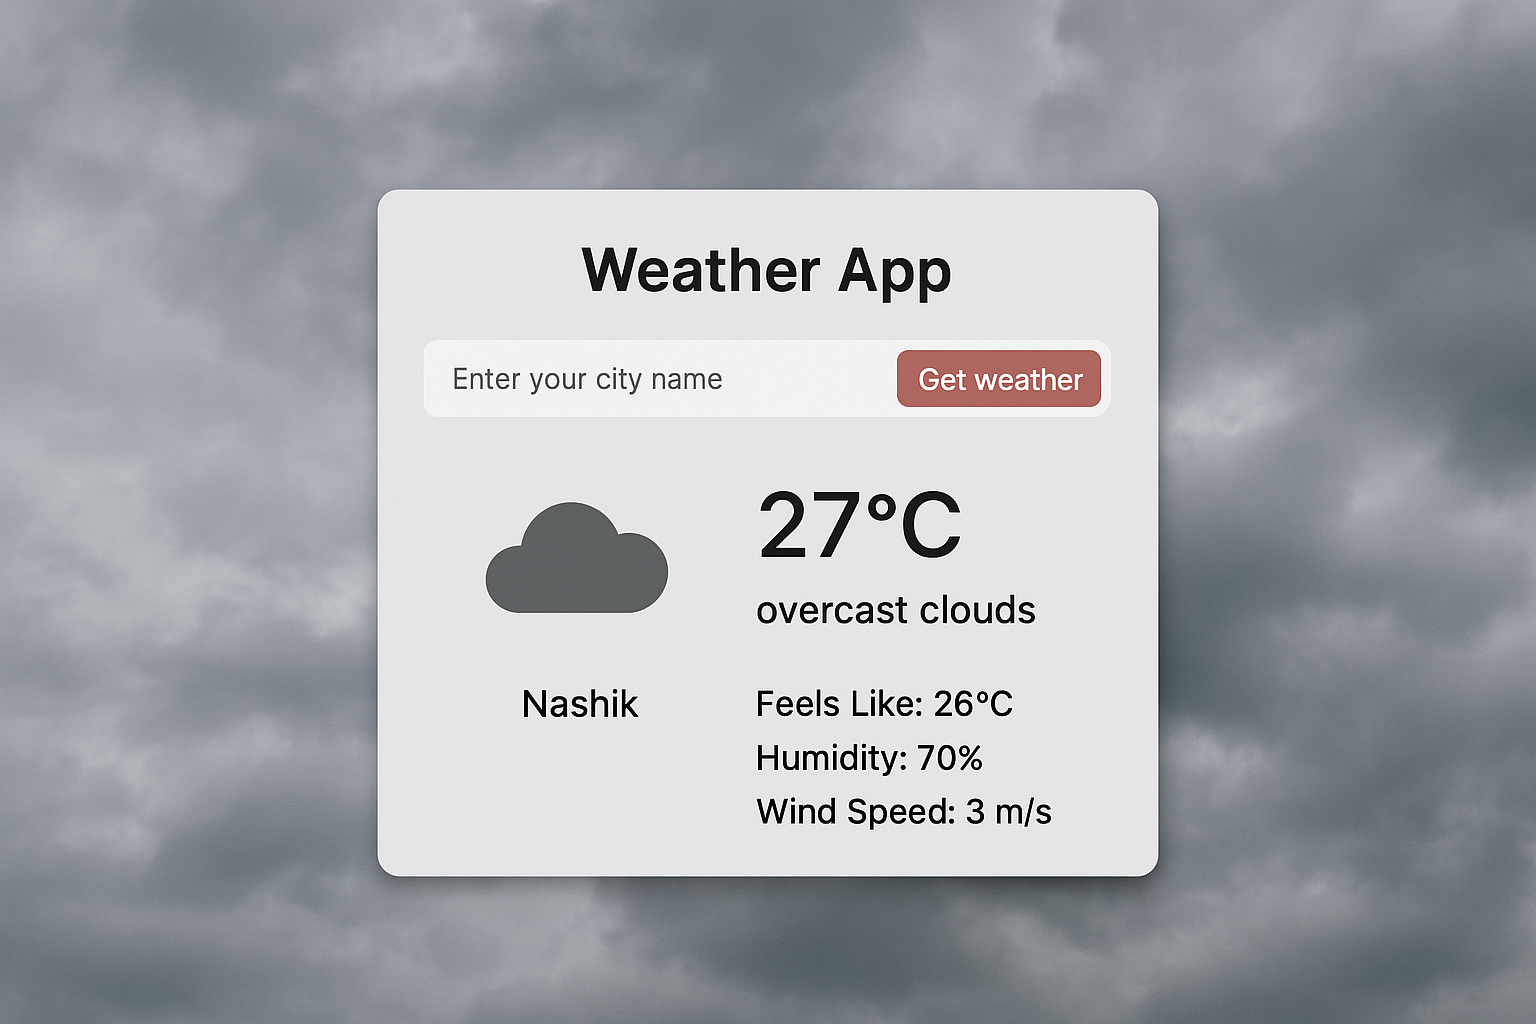 Weather App
Enter your city name
Get weather
27°C
overcast clouds
Nashik
Feels Like: 26°C
Humidity: 70%
Wind Speed: 3 m/s